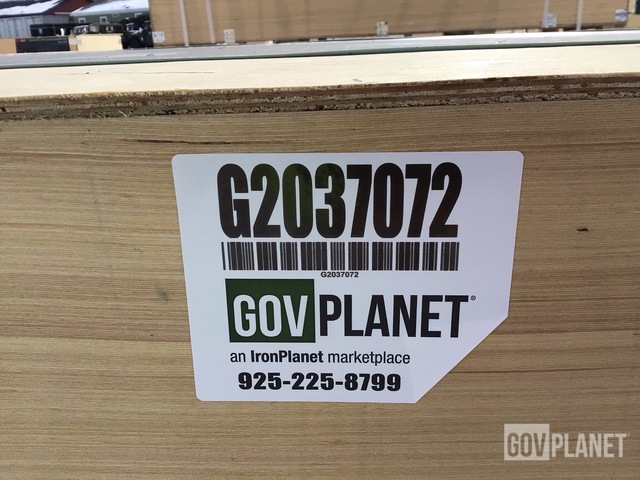 G2037072
G2037072
GOVPLANET®
an IronPlanet marketplace
925-225-8799
GOVPLANET